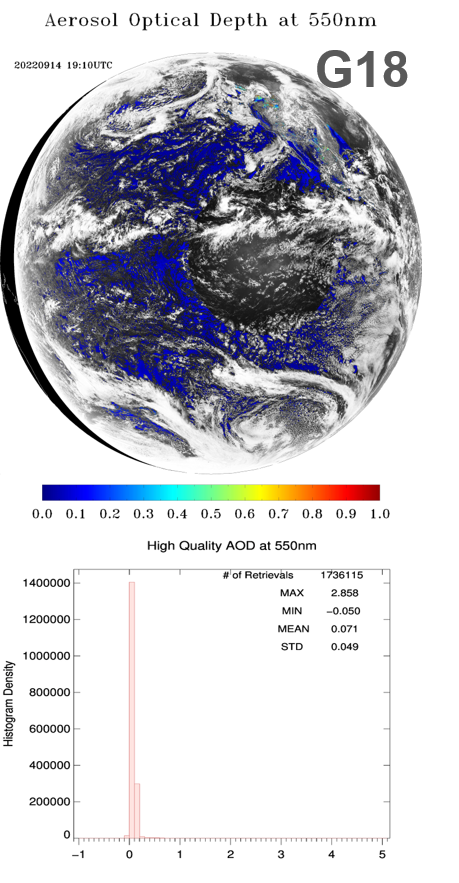 Aerosol Optical Depth at 550nm
20220914 19:10UTC
G18
0.0 0.1 0.2 0.3 0.4 0.5 0.6 0.7 0.8 0.9 1.0
High Quality AOD at 550nm
# of Retrievals 1736115
MAX 2.858
MIN −0.050
MEAN 0.071
STD 0.049
Histogram Density
1400000
1200000
1000000
800000
600000
400000
200000
0
−1 0 1 2 3 4 5